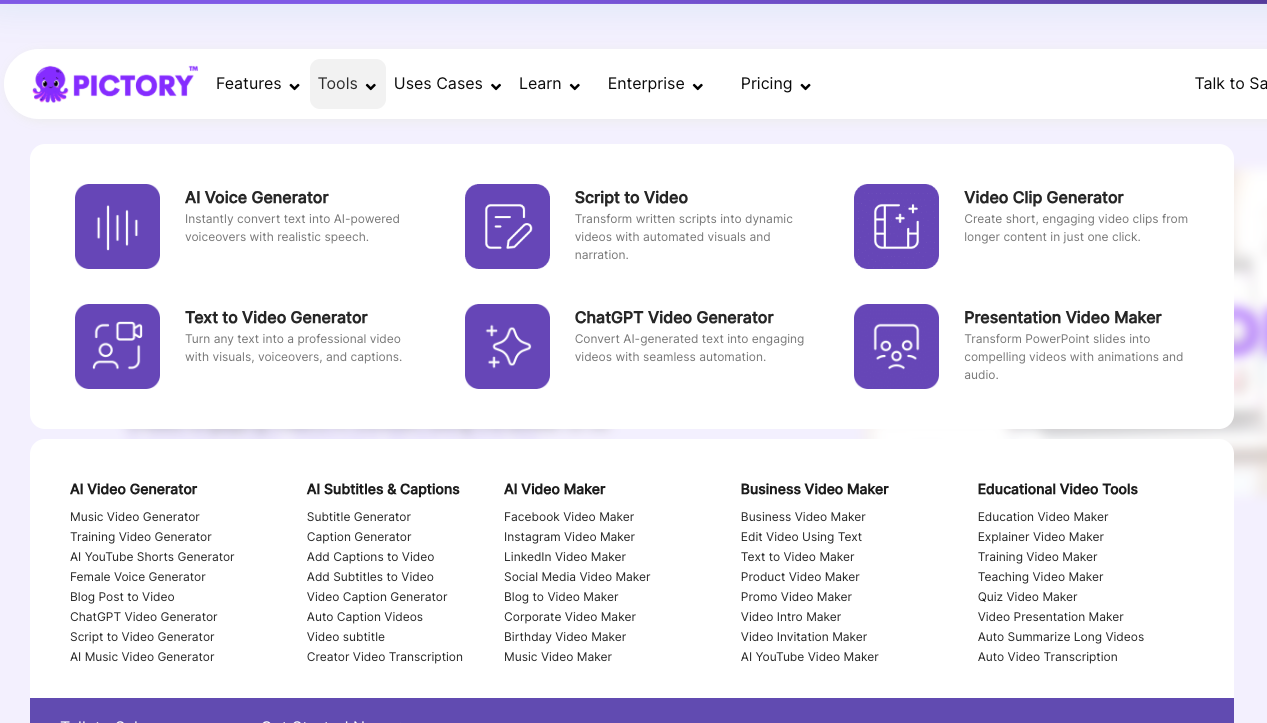 PICTORY™
Features
Tools
Uses Cases
Learn
Enterprise
Pricing
Talk to
AI Voice Generator
Instantly convert text into AI-powered
voiceovers with realistic speech.
Script to Video
Transform written scripts into dynamic
videos with automated visuals and
narration.
Video Clip Generator
Create short, engaging video clips from
longer content in just one click.
Text to Video Generator
Turn any text into a professional video
with visuals, voiceovers, and captions.
ChatGPT Video Generator
Convert AI-generated text into engaging
videos with seamless automation.
Presentation Video Maker
Transform PowerPoint slides into
compelling videos with animations and
audio.
AI Video Generator
Music Video Generator
Training Video Generator
AI YouTube Shorts Generator
Female Voice Generator
Blog Post to Video
ChatGPT Video Generator
Script to Video Generator
AI Music Video Generator
AI Subtitles & Captions
Subtitle Generator
Caption Generator
Add Captions to Video
Add Subtitles to Video
Video Caption Generator
Auto Caption Videos
Video subtitle
Creator Video Transcription
AI Video Maker
Facebook Video Maker
Instagram Video Maker
LinkedIn Video Maker
Social Media Video Maker
Blog to Video Maker
Corporate Video Maker
Birthday Video Maker
Music Video Maker
Business Video Maker
Business Video Maker
Edit Video Using Text
Text to Video Maker
Product Video Maker
Promo Video Maker
Video Intro Maker
Video Invitation Maker
AI YouTube Video Maker
Educational Video Tools
Education Video Maker
Explainer Video Maker
Training Video Maker
Teaching Video Maker
Quiz Video Maker
Video Presentation Maker
Auto Summarize Long Videos
Auto Video Transcription